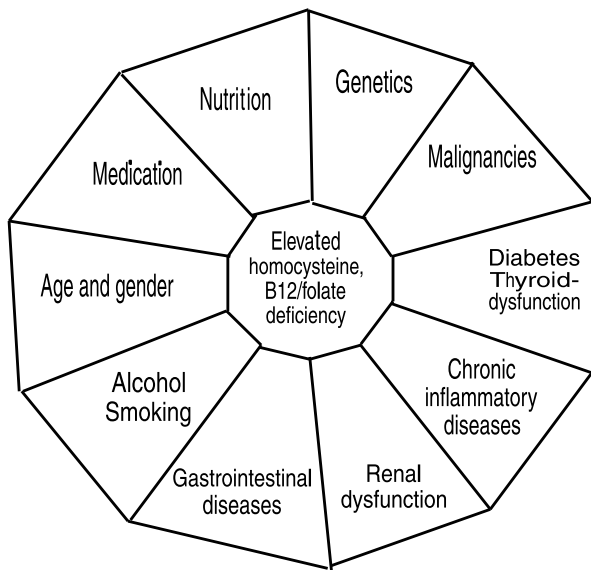 Nutrition
Genetics
Malignancies
Medication
Elevated
homocysteine,
B12/folate
deficiency
Diabetes
Thyroid-
dysfunction
Age and gender
Chronic
inflammatory
diseases
Alcohol
Smoking
Gastrointestinal
diseases
Renal
dysfunction